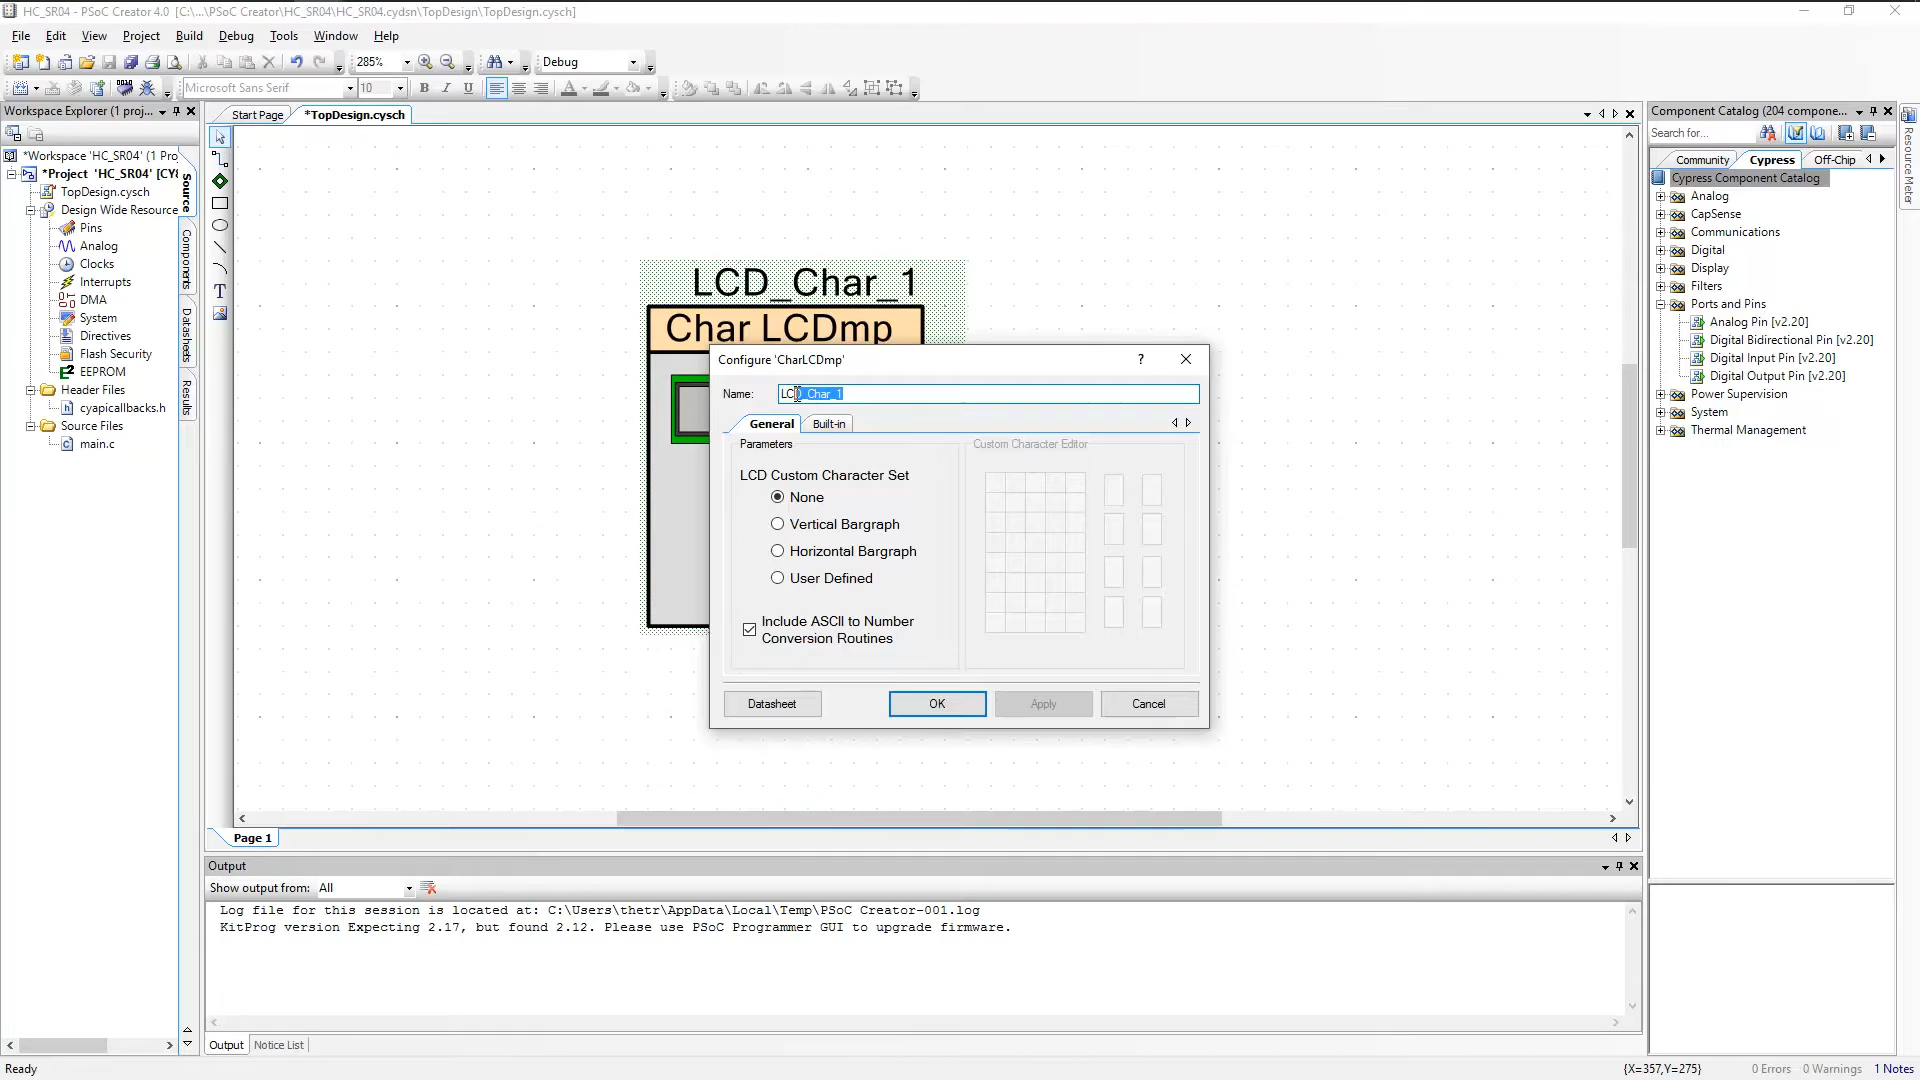 HC_SR04 - PSoC Creator 4.0 [C:\...\PSoC Creator\HC_SR04\HC_SR04.cydsn\TopDesign\TopDesign.cysch]
File Edit View Project Build Debug Tools Window Help
285% Debug
Microsoft Sans Serif 10 B I U A
Workspace Explorer (1 proj...
*Workspace 'HC_SR04' (1 Pro
*Project 'HC_SR04' [CY8
TopDesign.cysch
Design Wide Resource
Pins
Analog
Clocks
Interrupts
DMA
System
Directives
Flash Security
EEPROM
Header Files
cyapicallbacks.h
Source Files
main.c
Source
Components
Datasheets
Results
Start Page *TopDesign.cysch
T
LCD_Char_1
Char LCDmp
Configure 'CharLCDmp' ?
Name: LCD_Char_1
General Built-in
Parameters
LCD Custom Character Set
None
Vertical Bargraph
Horizontal Bargraph
User Defined
Include ASCII to Number
Conversion Routines
Custom Character Editor
Datasheet OK Apply Cancel
Page 1
Output
Show output from: All
Log file for this session is located at: C:\Users\thetr\AppData\Local\Temp\PSoC Creator-001.log
KitProg version Expecting 2.17, but found 2.12. Please use PSoC Programmer GUI to upgrade firmware.
Output Notice List
Component Catalog (204 compone...
Search for...
Community Cypress Off-Chip
Cypress Component Catalog
Analog
CapSense
Communications
Digital
Display
Filters
Ports and Pins
Analog Pin [v2.20]
Digital Bidirectional Pin [v2.20]
Digital Input Pin [v2.20]
Digital Output Pin [v2.20]
Power Supervision
System
Thermal Management
Resource Meter
Ready {X=357,Y=275} 0 Errors 0 Warnings 1 Notes